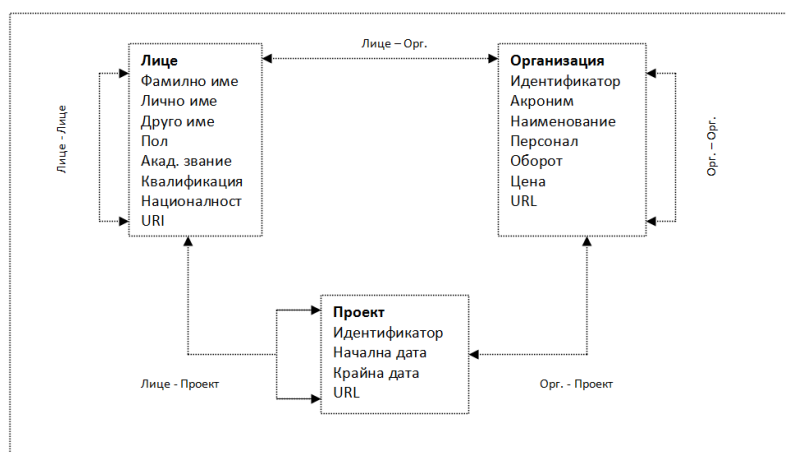 Лице – Орг.
Лице
Фамилно име
Лично име
Друго име
Пол
Акад. звание
Квалификация
Националност
URI
Организация
Идентификатор
Акроним
Наименование
Персонал
Оборот
Цена
URL
Лице - Лице
Орг. – Орг.
Проект
Идентификатор
Начална дата
Крайна дата
URL
Лице - Проект
Орг. - Проект